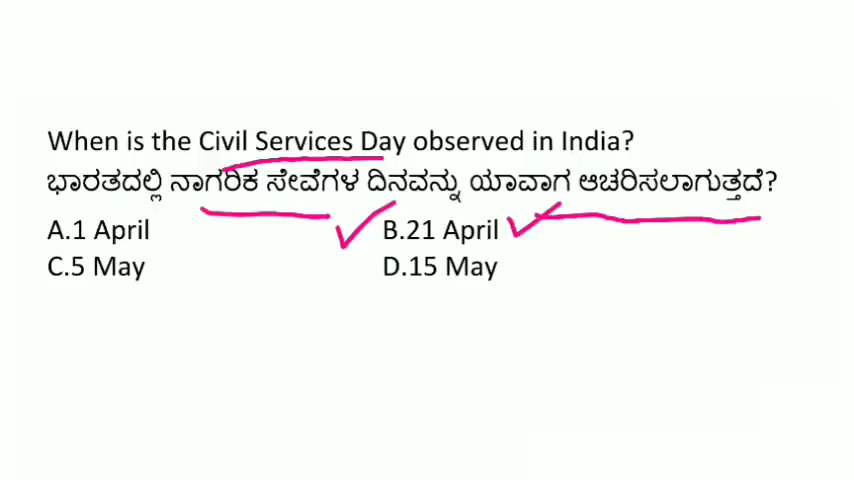 When is the Civil Services Day observed in India?
ಭಾರತದಲ್ಲಿ ನಾಗರಿಕ ಸೇವೆಗಳ ದಿನವನ್ನು ಯಾವಾಗ ಆಚರಿಸಲಾಗುತ್ತದೆ?
A.1 April B.21 April
C.5 May D.15 May